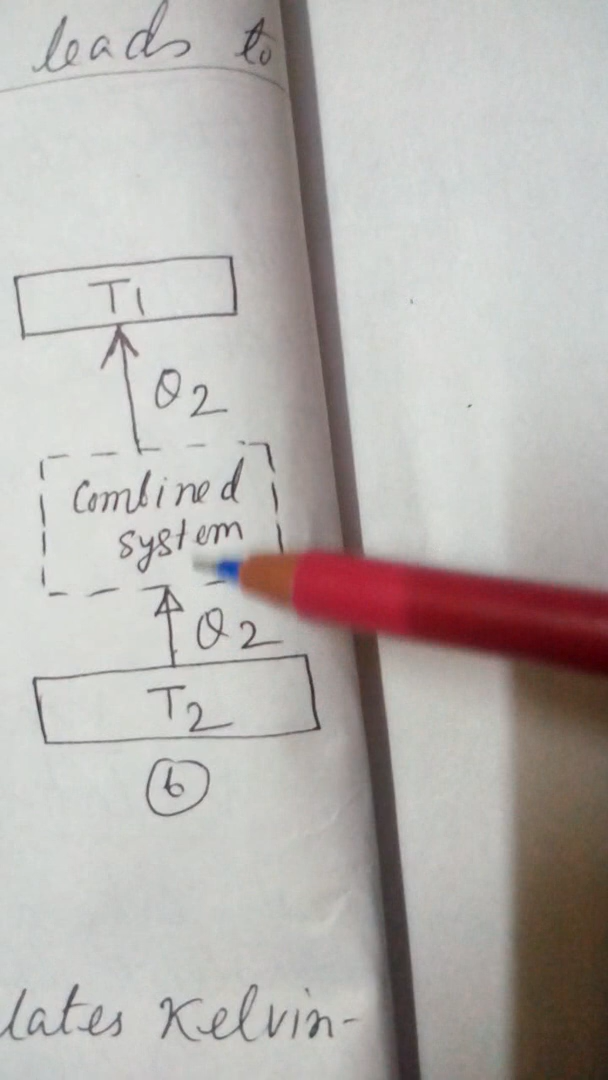 leads to
T1
Q2
Combined
system
Q2
T2
b
lates Kelvin-